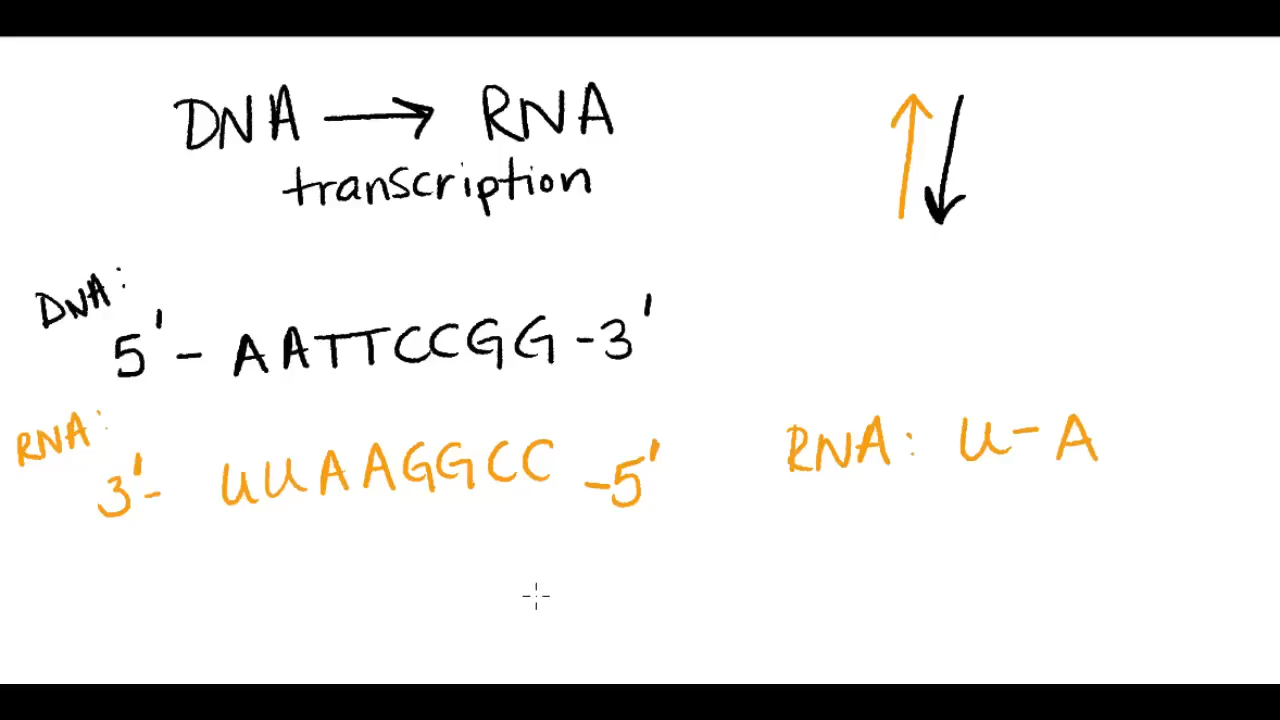 DNA → RNA
transcription
DNA:
5' - AATTCCGG - 3'
RNA:
3' - UUAAGGCC - 5'
RNA: U - A